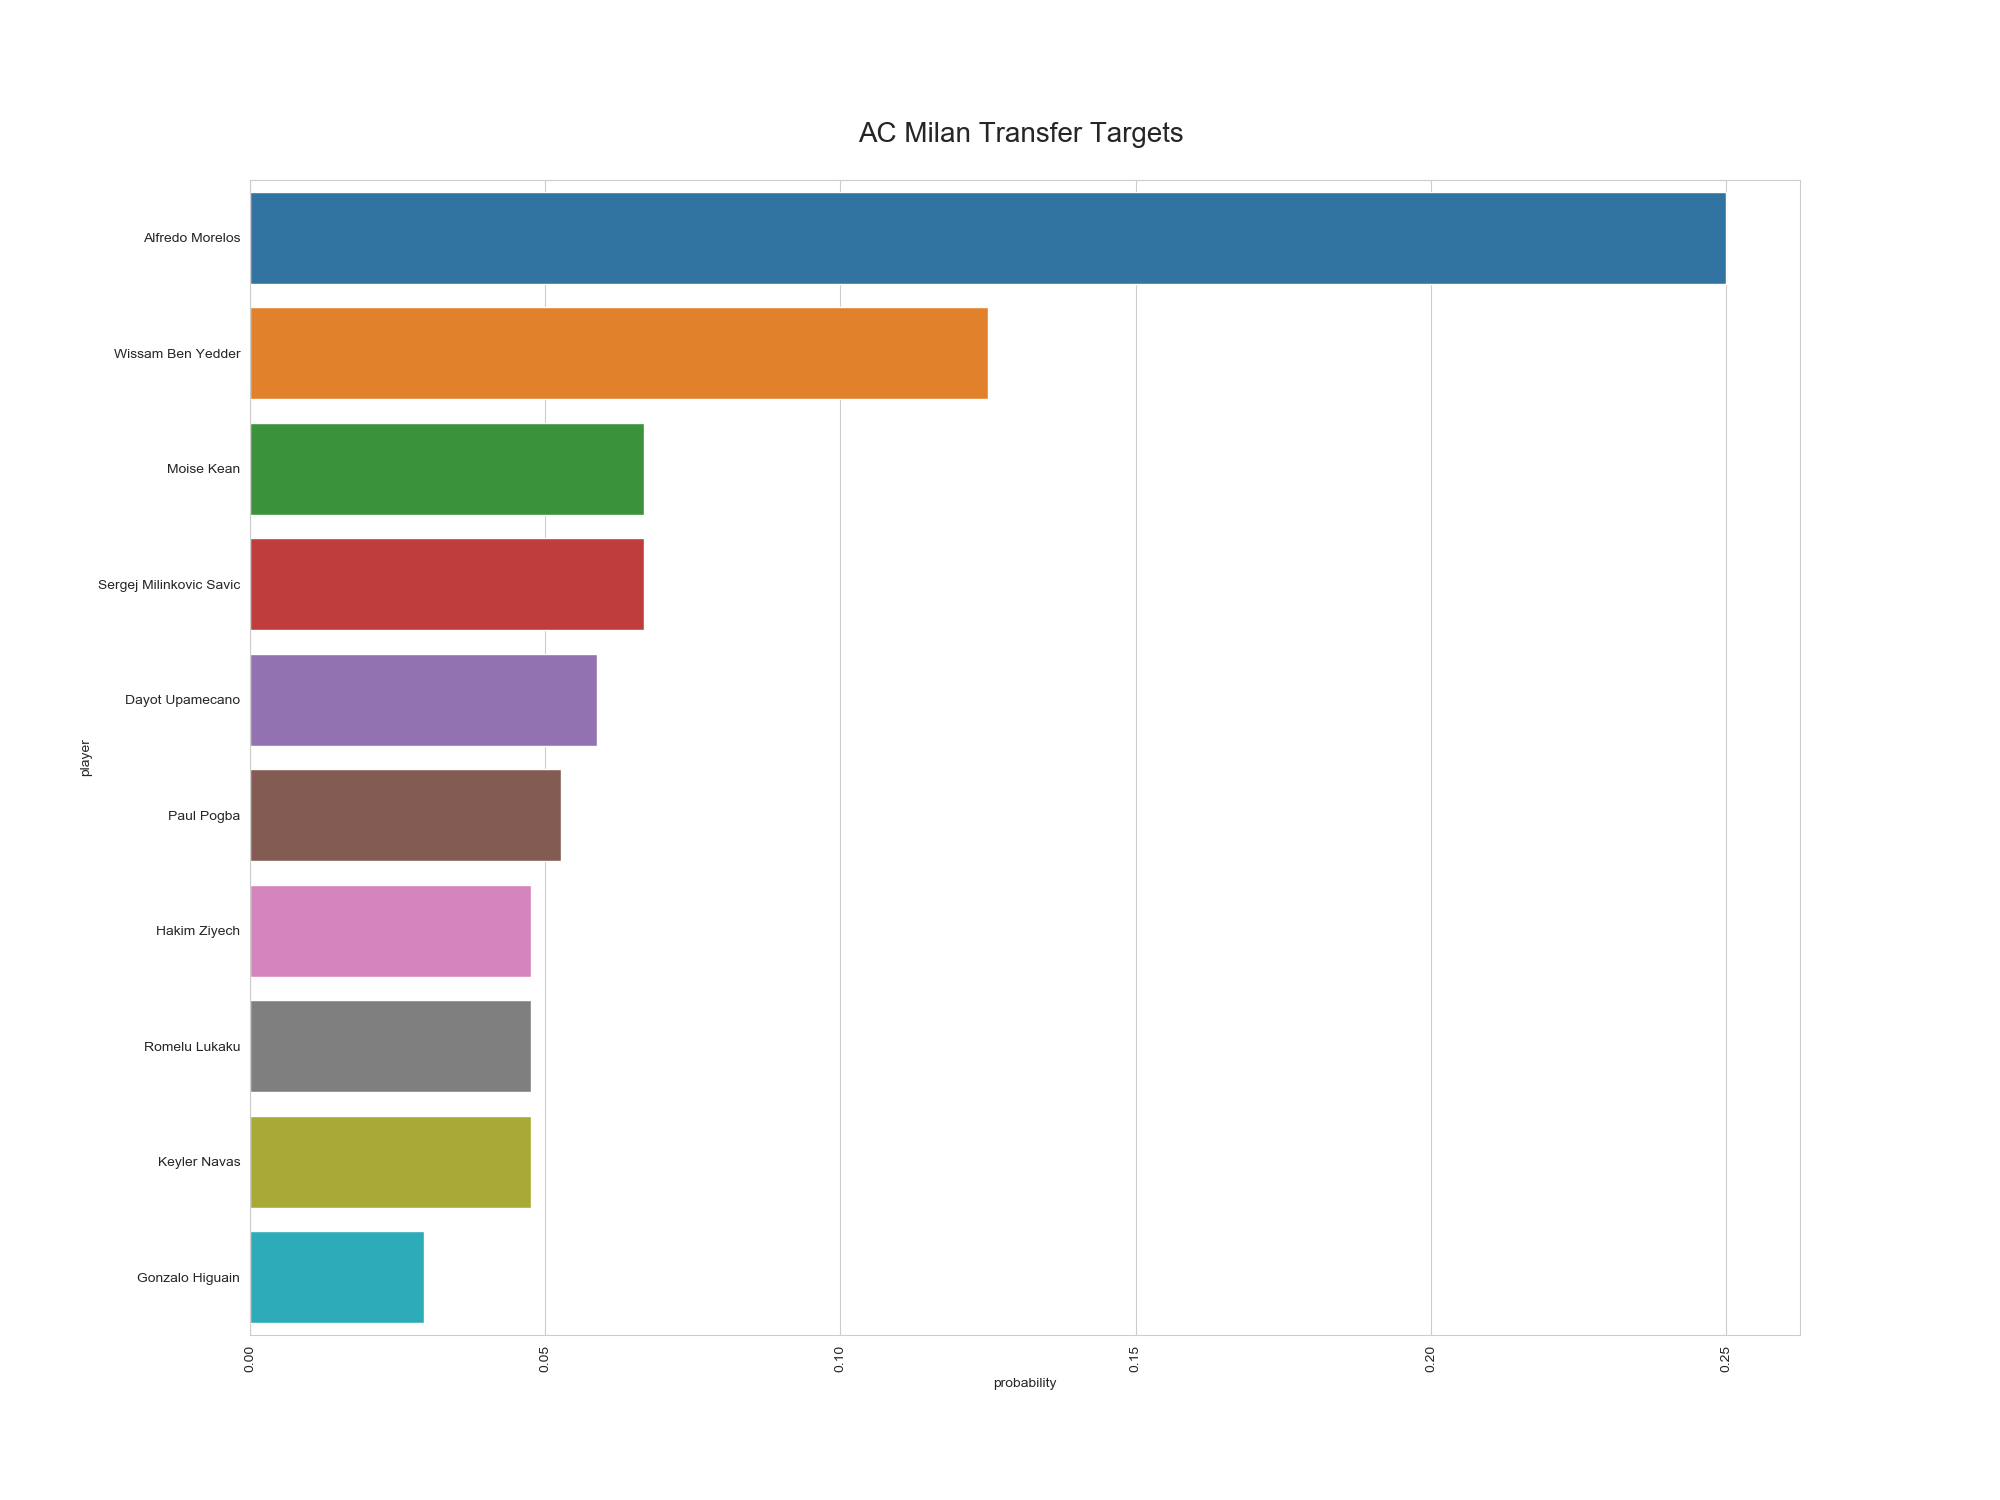 AC Milan Transfer Targets
Alfredo Morelos
Wissam Ben Yedder
Moise Kean
Sergej Milinkovic Savic
Dayot Upamecano
Paul Pogba
Hakim Ziyech
Romelu Lukaku
Keyler Navas
Gonzalo Higuain
player
0.00
0.05
0.10
0.15
0.20
0.25
probability